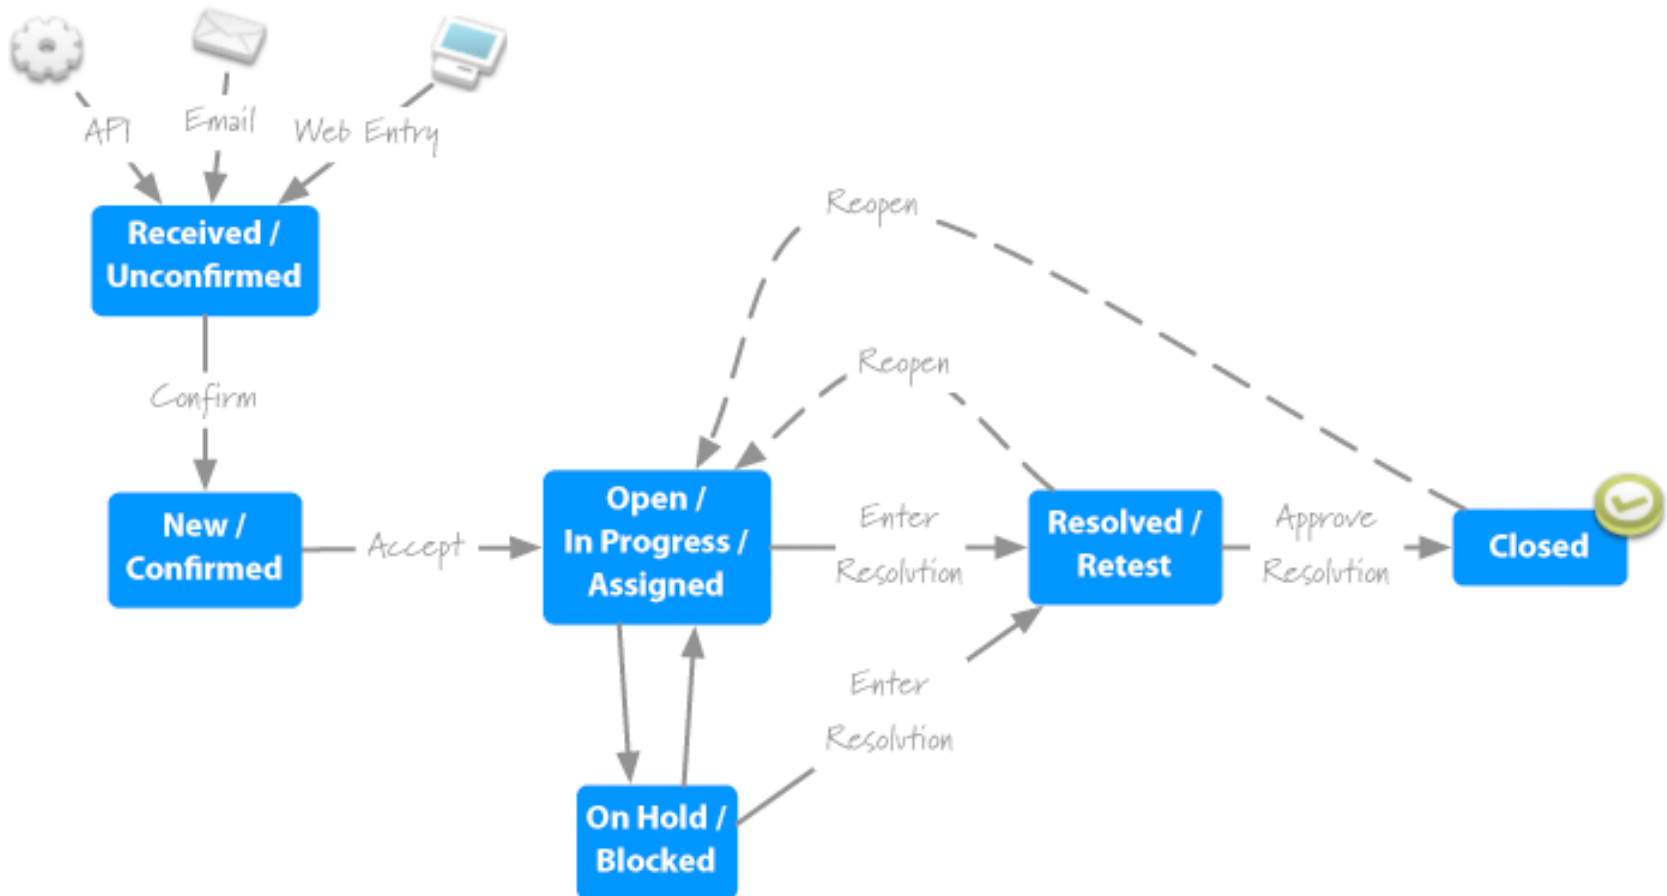 API
Email
Web Entry
Received /
Unconfirmed
Confirm
New /
Confirmed
Accept
Open /
In Progress /
Assigned
Reopen
Reopen
Enter
Resolution
Resolved /
Retest
Approve
Resolution
Closed
Enter
Resolution
On Hold /
Blocked